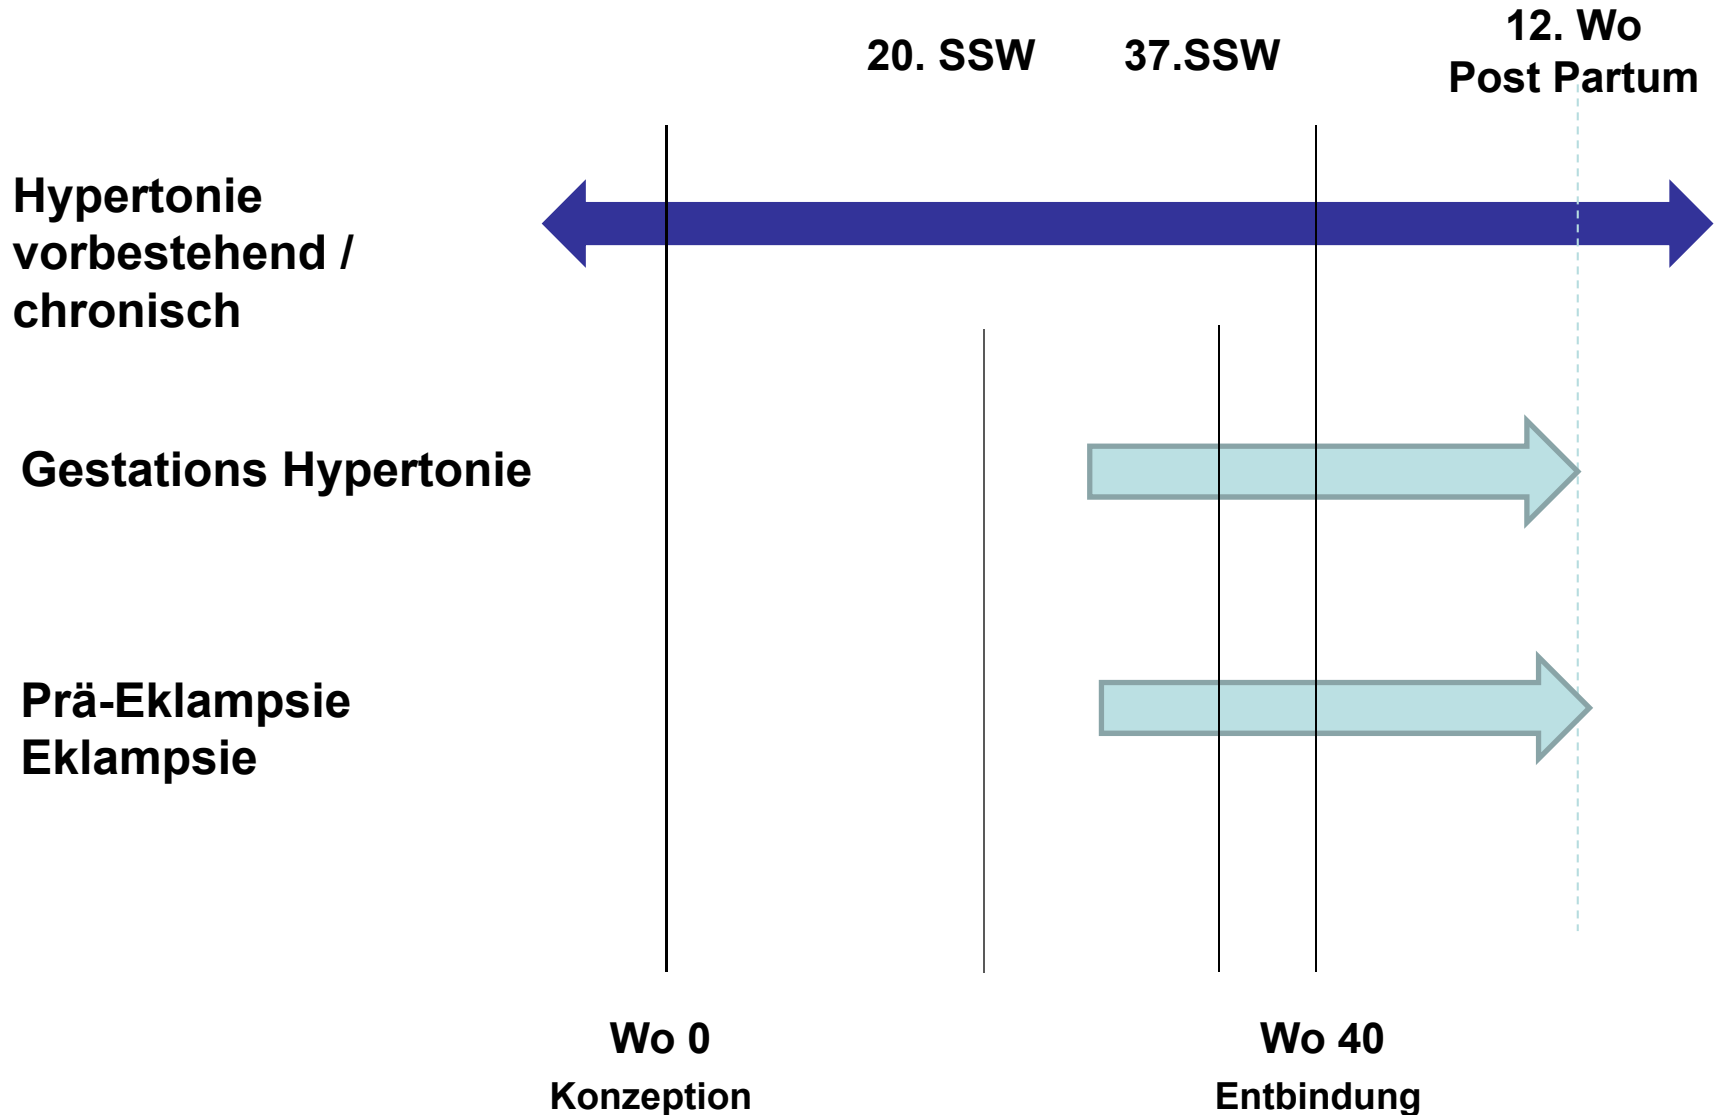 20. SSW
37.SSW
12. Wo
Post Partum
Hypertonie
vorbestehend /
chronisch
Gestations Hypertonie
Prä-Eklampsie
Eklampsie
Wo 0
Konzeption
Wo 40
Entbindung